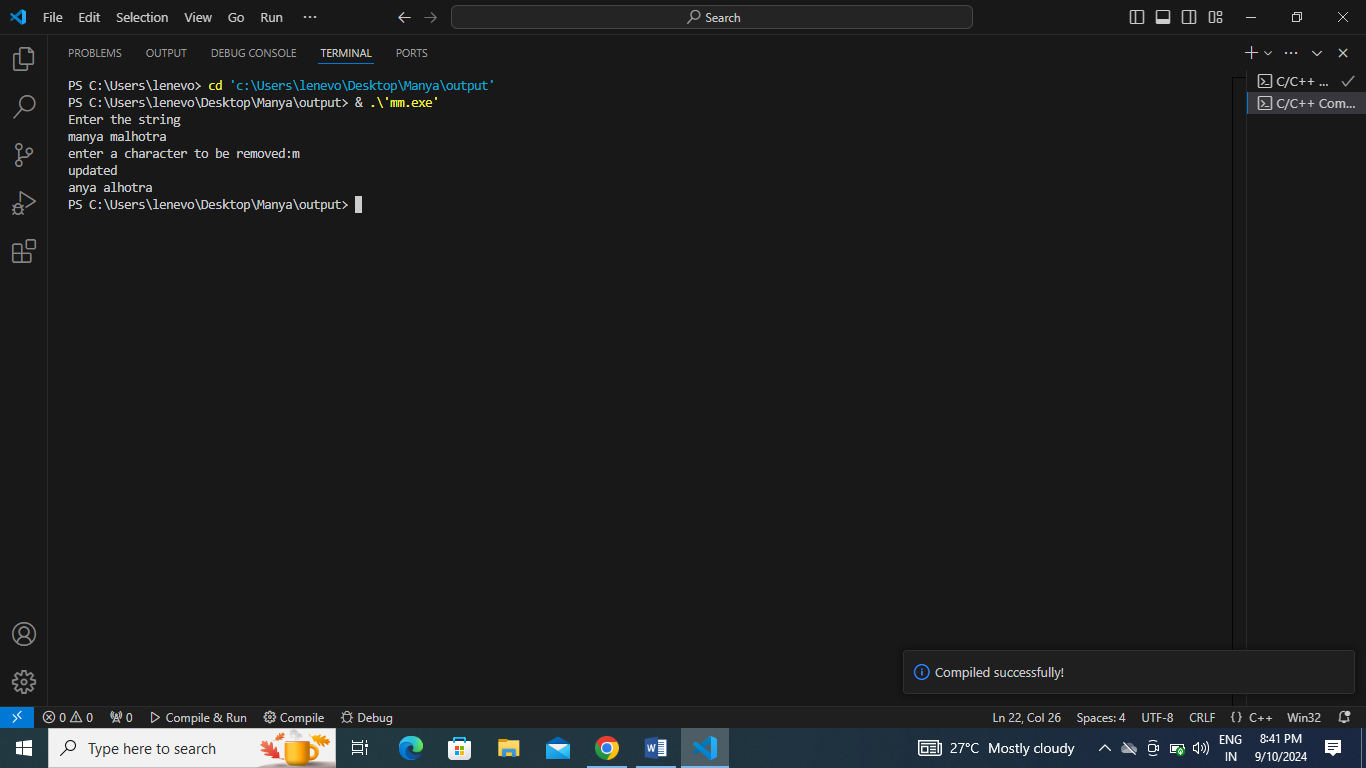 File Edit Selection View Go Run ··· Search
PROBLEMS OUTPUT DEBUG CONSOLE TERMINAL PORTS
PS C:\Users\lenevo> cd 'c:\Users\lenevo\Desktop\Manya\output'
PS C:\Users\lenevo\Desktop\Manya\output> & .\'mm.exe'
Enter the string
manya malhotra
enter a character to be removed:m
updated
anya alhotra
PS C:\Users\lenevo\Desktop\Manya\output>
C/C++ ...
C/C++ Com...
Compiled successfully!
0 0 0 Compile & Run Compile Debug Ln 22, Col 26 Spaces: 4 UTF-8 CRLF {} C++ Win32
Type here to search 27°C Mostly cloudy ENG IN 8:41 PM 9/10/2024